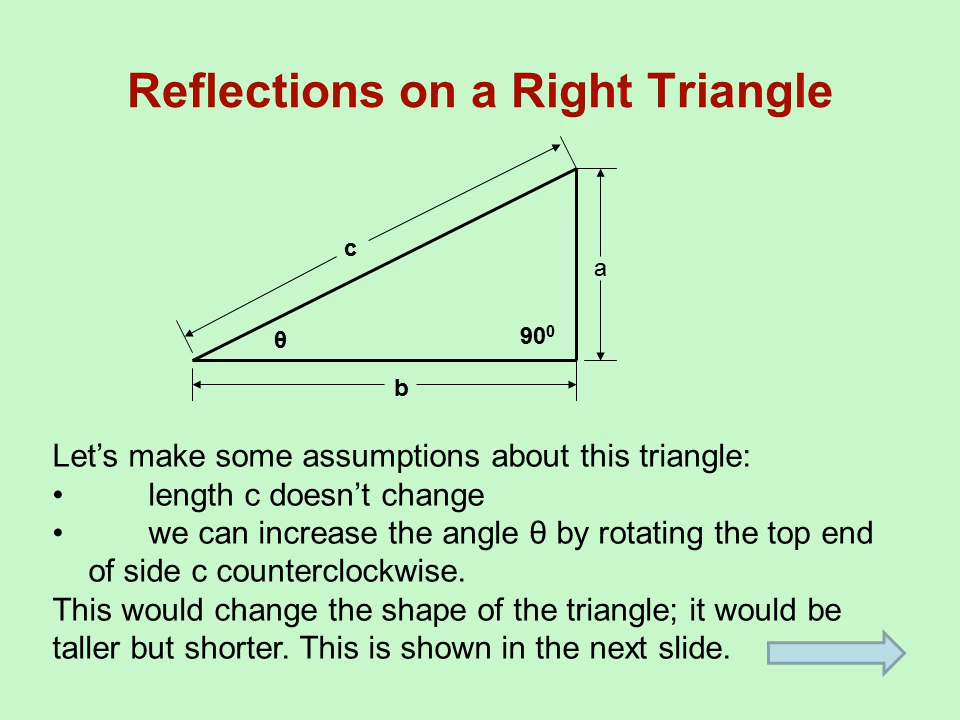 Reflections on a Right Triangle
c
a
θ
90⁰
b
Let’s make some assumptions about this triangle:
• length c doesn’t change
• we can increase the angle θ by rotating the top end
of side c counterclockwise.
This would change the shape of the triangle; it would be
taller but shorter. This is shown in the next slide.